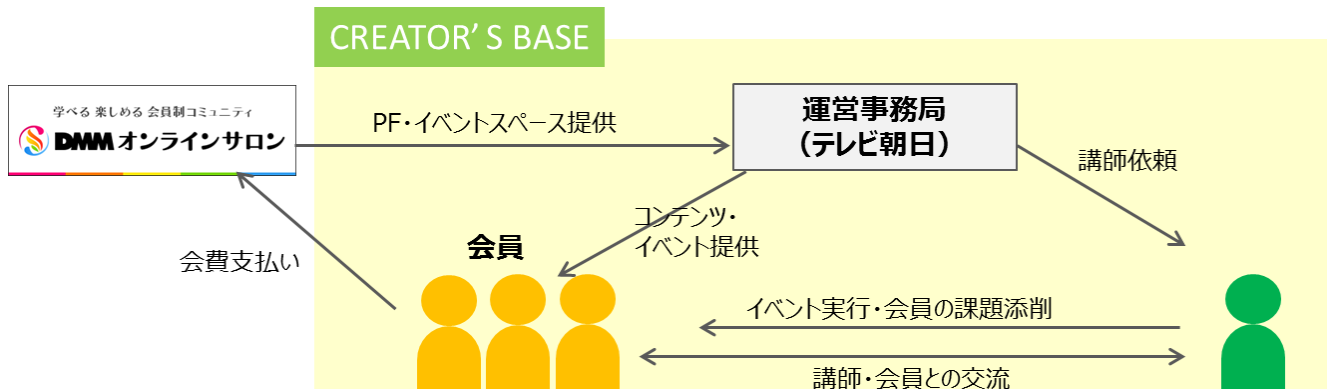 CREATOR’S BASE
学べる 楽しめる 会員制コミュニティ
DMM オンラインサロン
PF・イベントスペース提供
運営事務局
（テレビ朝日）
講師依頼
コンテンツ・
イベント提供
会員
会費支払い
イベント実行・会員の課題添削
講師・会員との交流